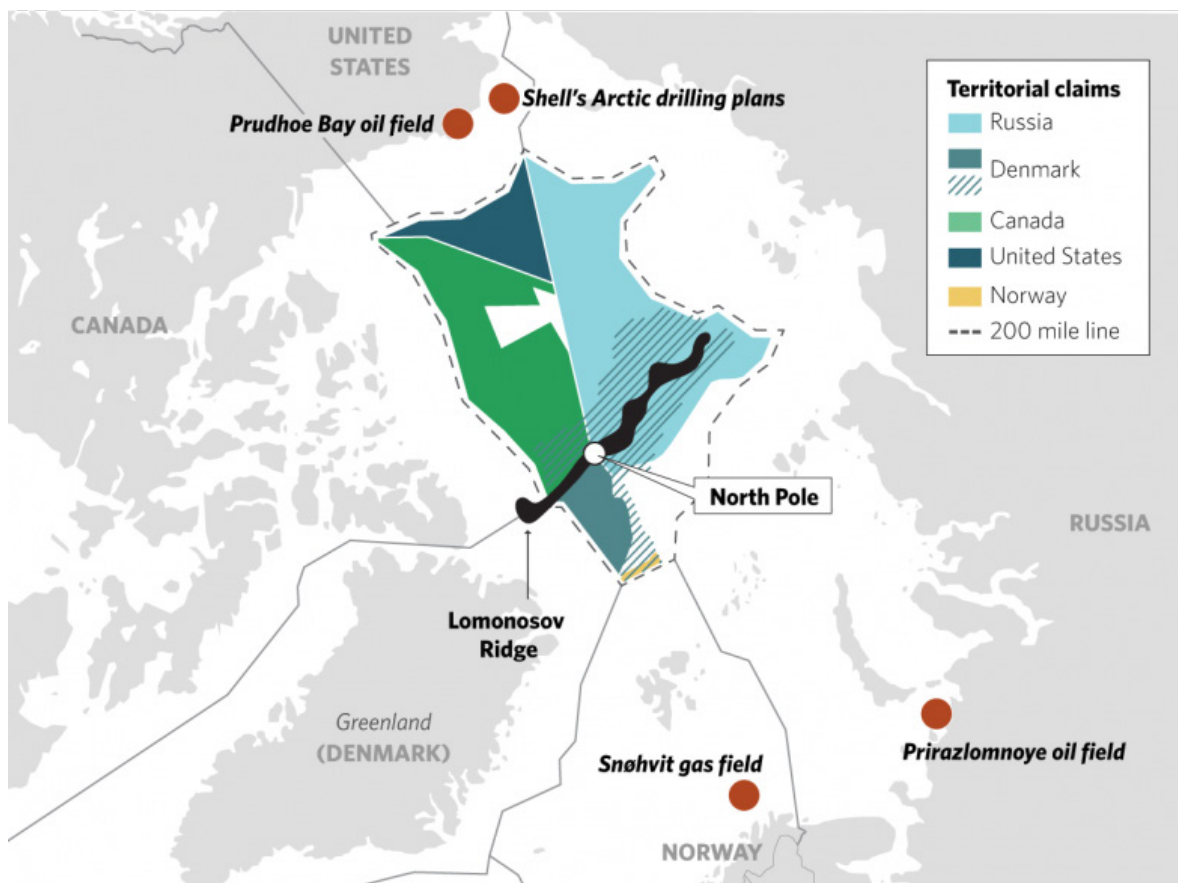 UNITED
STATES
Shell's Arctic drilling plans
Prudhoe Bay oil field
Territorial claims
Russia
Denmark
Canada
United States
Norway
200 mile line
CANADA
North Pole
RUSSIA
Lomonosov
Ridge
Greenland
(DENMARK)
Snøhvit gas field
Prirazlomnoye oil field
NORWAY